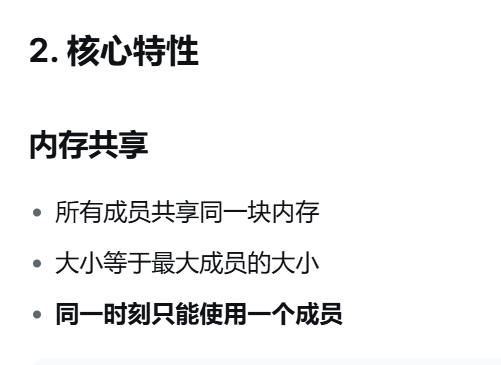 2. 核心特性
内存共享
• 所有成员共享同一块内存
• 大小等于最大成员的大小
• 同一时刻只能使用一个成员